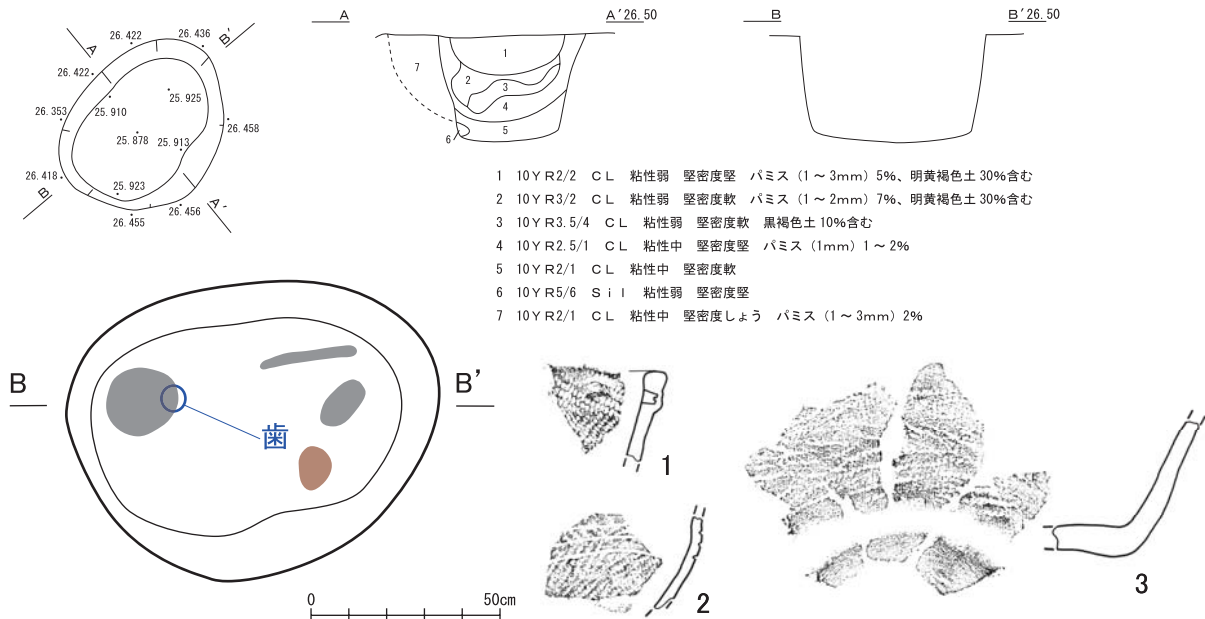 A A'26.50 B B'26.50
26.422 26.436 B'
A
26.422
25.925
25.910
26.353
26.458
25.878 25.913
26.418
25.923
B A'
26.455 26.456
1
7
2
3
4
5
6
1 10YR2/2 CL 粘性弱 堅密度堅 パミス(1~3mm)5%、明黄褐色土30%含む
2 10YR3/2 CL 粘性弱 堅密度軟 パミス(1~2mm)7%、明黄褐色土30%含む
3 10YR3.5/4 CL 粘性弱 堅密度軟 黒褐色土10%含む
4 10YR2.5/1 CL 粘性中 堅密度堅 パミス(1mm)1~2%
5 10YR2/1 CL 粘性中 堅密度軟
6 10YR5/6 Sil 粘性弱 堅密度堅
7 10YR2/1 CL 粘性中 堅密度しょう パミス(1~3mm)2%
B B'
歯
0 50cm
1
2
3